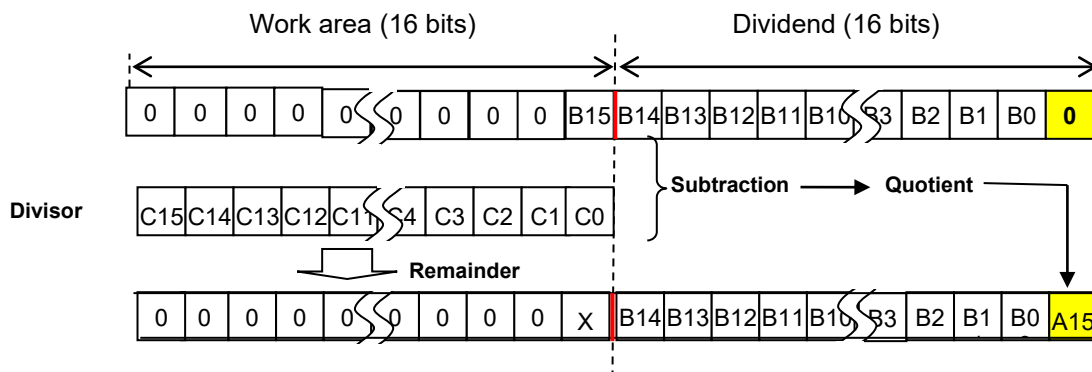 Work area (16 bits) Dividend (16 bits)
0 0 0 0 0 0 0 0 0 B15 B14 B13 B12 B11 B10 B3 B2 B1 B0 0
Subtraction Quotient
Divisor C15 C14 C13 C12 C11 C4 C3 C2 C1 C0
Remainder
0 0 0 0 0 0 0 0 0 X B14 B13 B12 B11 B10 B3 B2 B1 B0 A15